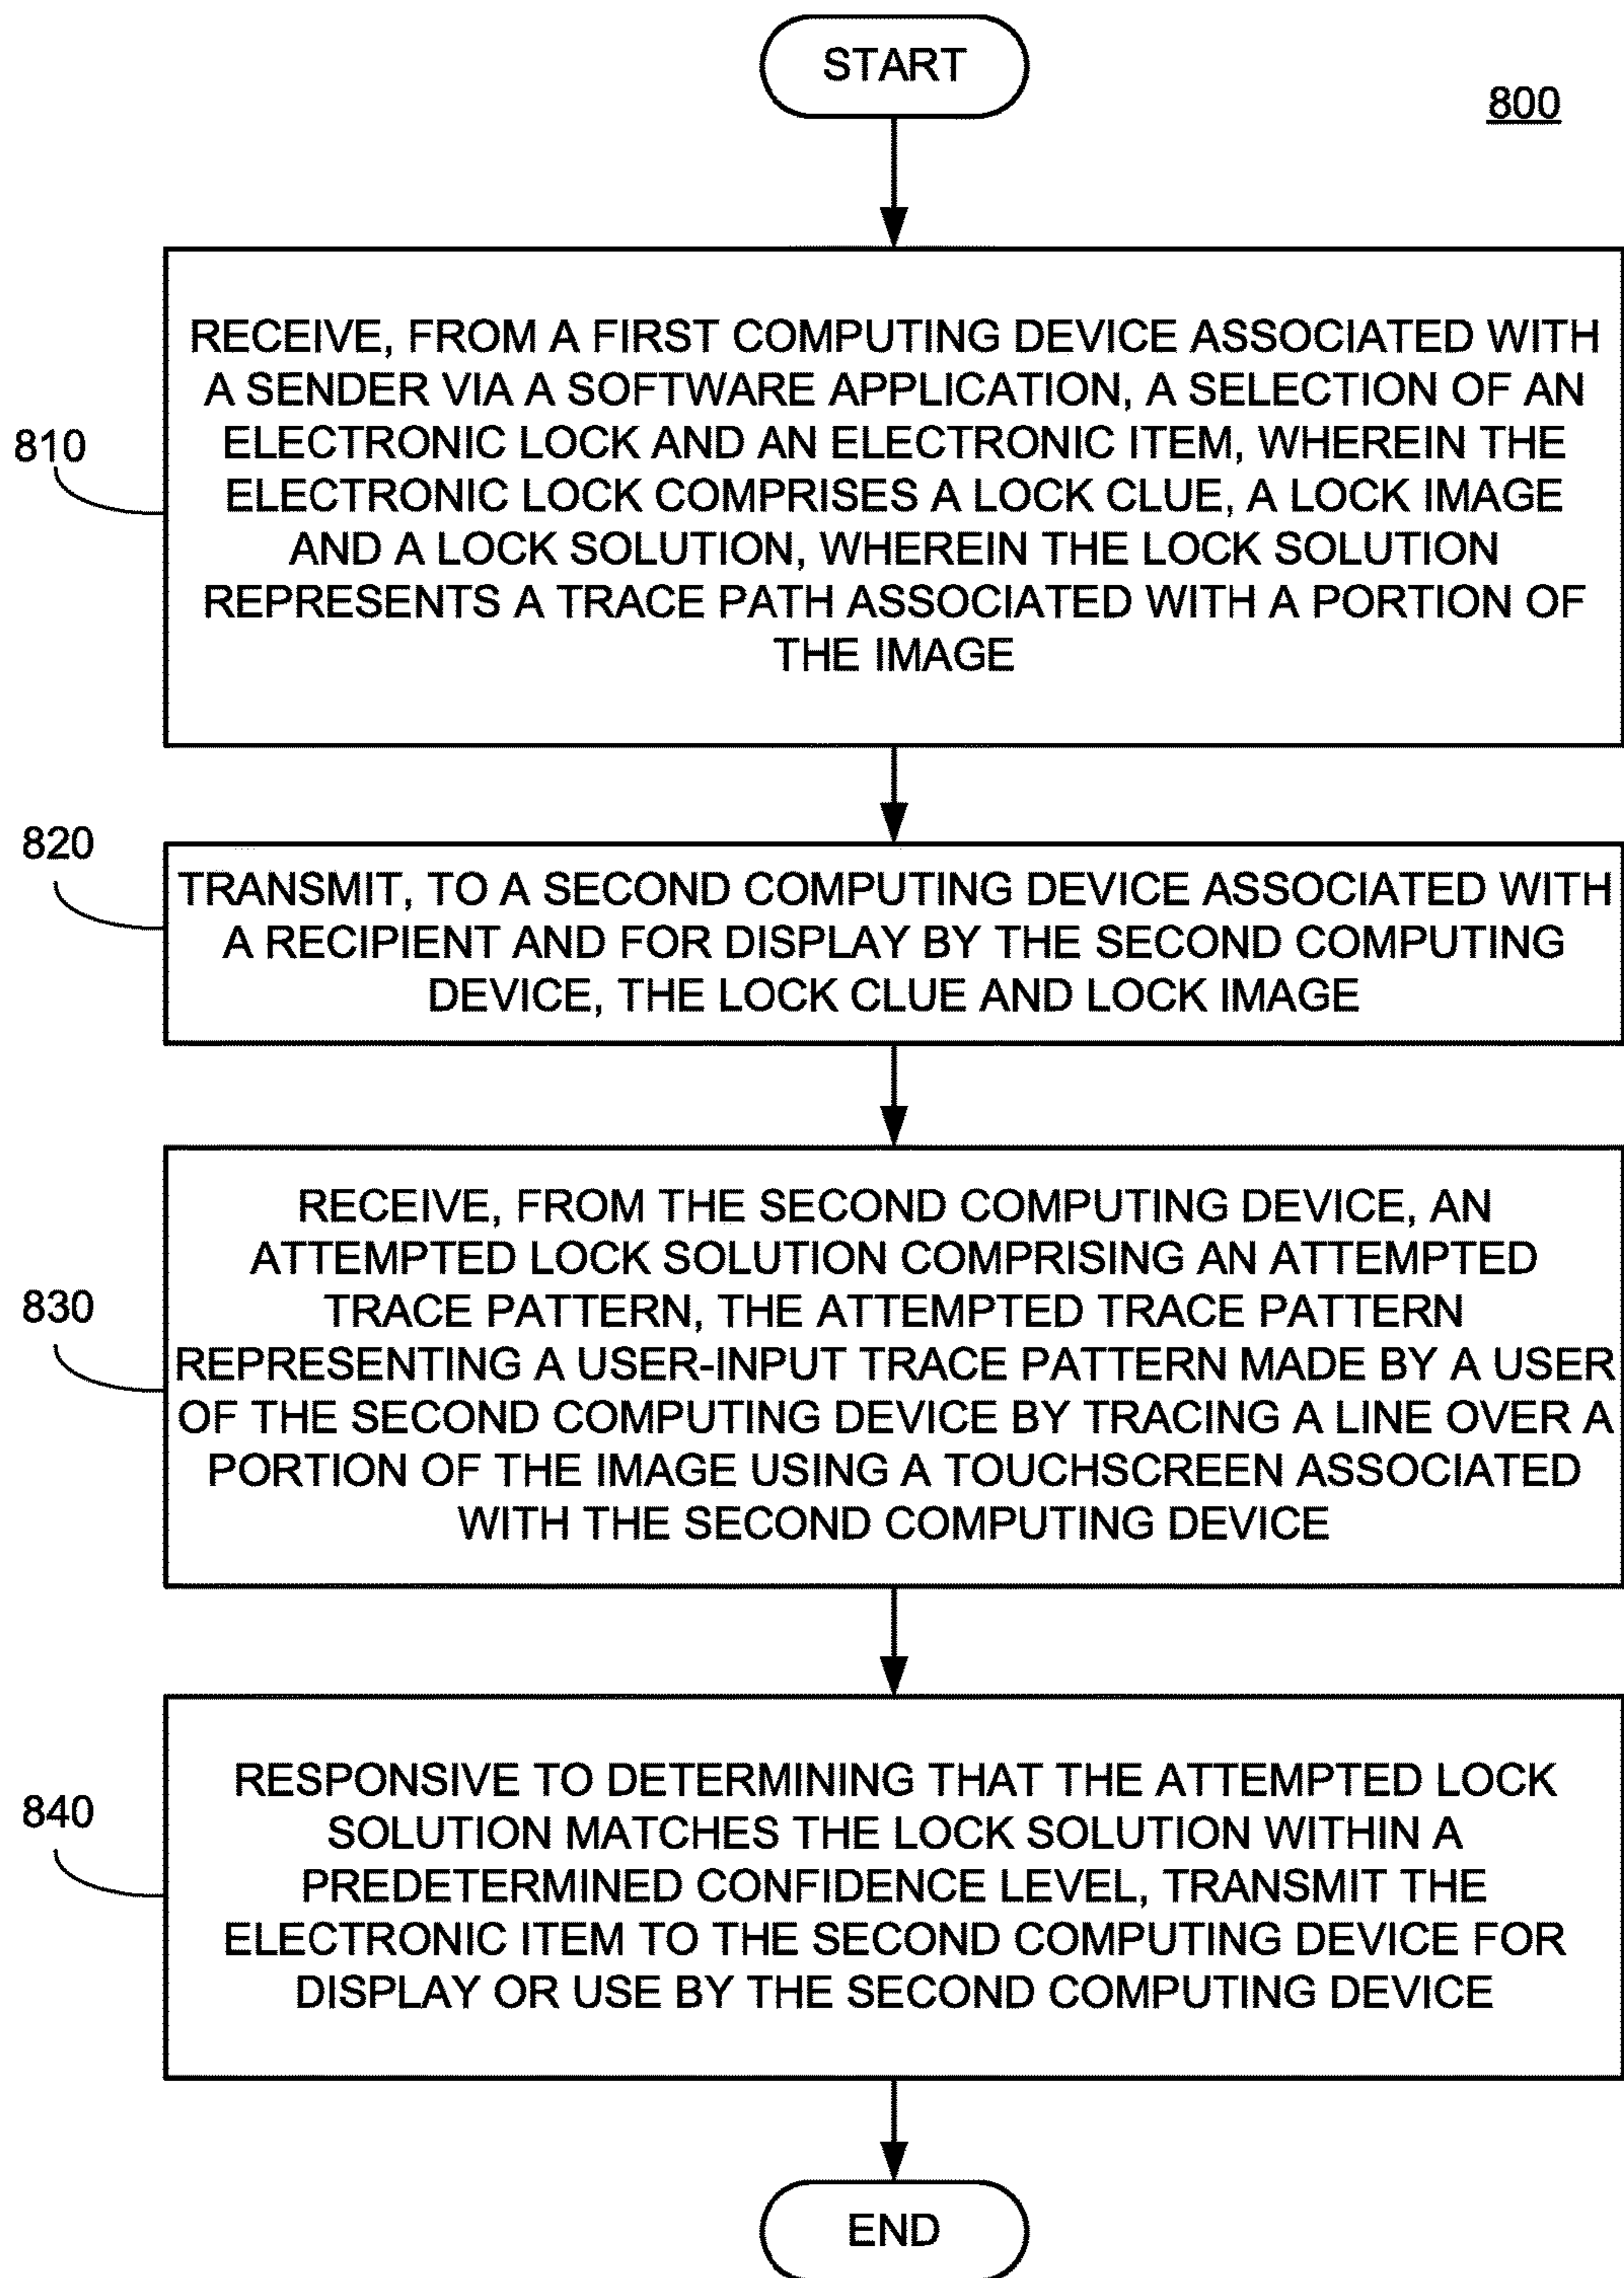 START
800
RECEIVE, FROM A FIRST COMPUTING DEVICE ASSOCIATED WITH
A SENDER VIA A SOFTWARE APPLICATION, A SELECTION OF AN
ELECTRONIC LOCK AND AN ELECTRONIC ITEM, WHEREIN THE
ELECTRONIC LOCK COMPRISES A LOCK CLUE, A LOCK IMAGE
AND A LOCK SOLUTION, WHEREIN THE LOCK SOLUTION
REPRESENTS A TRACE PATH ASSOCIATED WITH A PORTION OF
THE IMAGE
810
820
TRANSMIT, TO A SECOND COMPUTING DEVICE ASSOCIATED WITH
A RECIPIENT AND FOR DISPLAY BY THE SECOND COMPUTING
DEVICE, THE LOCK CLUE AND LOCK IMAGE
RECEIVE, FROM THE SECOND COMPUTING DEVICE, AN
ATTEMPTED LOCK SOLUTION COMPRISING AN ATTEMPTED
TRACE PATTERN, THE ATTEMPTED TRACE PATTERN
REPRESENTING A USER-INPUT TRACE PATTERN MADE BY A USER
OF THE SECOND COMPUTING DEVICE BY TRACING A LINE OVER A
PORTION OF THE IMAGE USING A TOUCHSCREEN ASSOCIATED
WITH THE SECOND COMPUTING DEVICE
830
RESPONSIVE TO DETERMINING THAT THE ATTEMPTED LOCK
SOLUTION MATCHES THE LOCK SOLUTION WITHIN A
PREDETERMINED CONFIDENCE LEVEL, TRANSMIT THE
ELECTRONIC ITEM TO THE SECOND COMPUTING DEVICE FOR
DISPLAY OR USE BY THE SECOND COMPUTING DEVICE
840
END